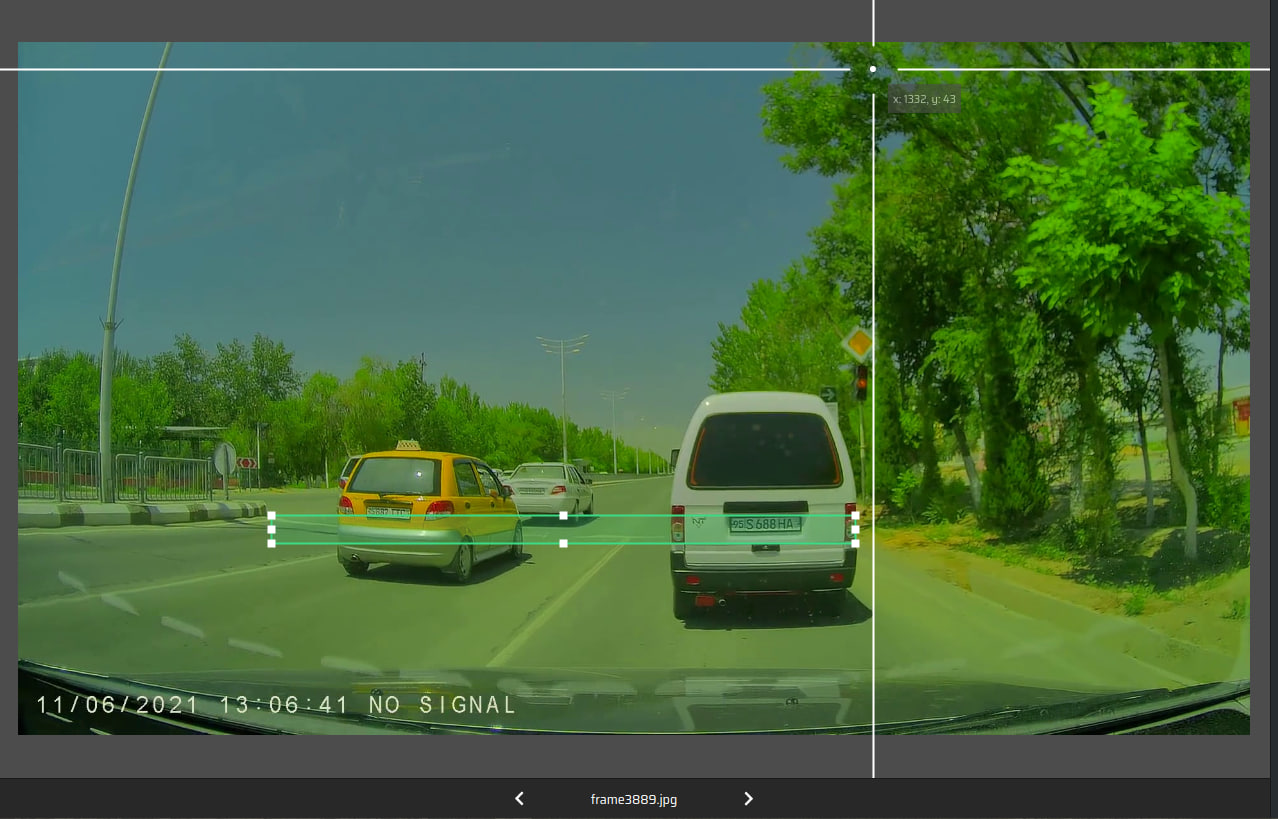 x: 1332, y: 43
95 S 688 HA
11/06/2021 13:06:41 NO SIGNAL
frame3889.jpg